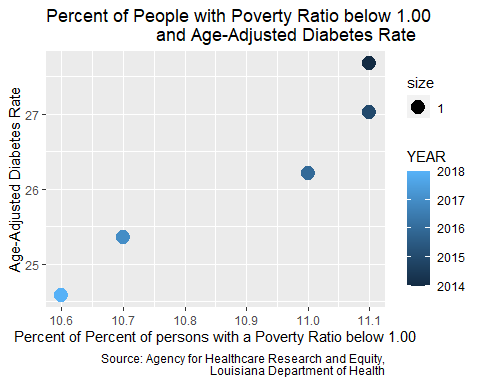 Percent of People with Poverty Ratio below 1.00
and Age-Adjusted Diabetes Rate
Age-Adjusted Diabetes Rate
27
26
25
10.6 10.7 10.8 10.9 11.0 11.1
Percent of Percent of persons with a Poverty Ratio below 1.00
Source: Agency for Healthcare Research and Equity,
Louisiana Department of Health
size
1
YEAR
2018
2017
2016
2015
2014